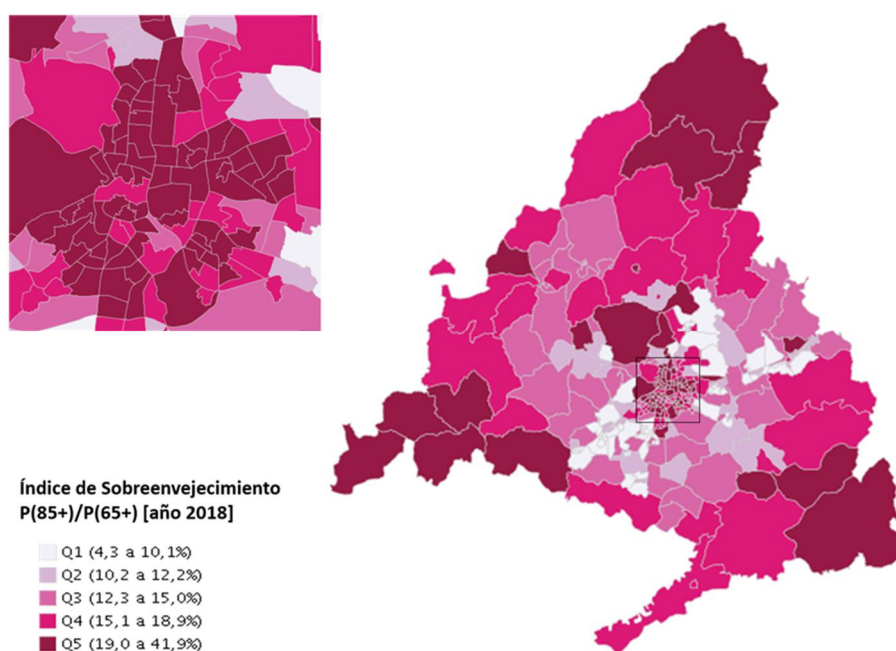 Índice de Sobreenvejecimiento
P(85+)/P(65+) [año 2018]
Q1 (4,3 a 10,1%)
Q2 (10,2 a 12,2%)
Q3 (12,3 a 15,0%)
Q4 (15,1 a 18,9%)
Q5 (19,0 a 41,9%)